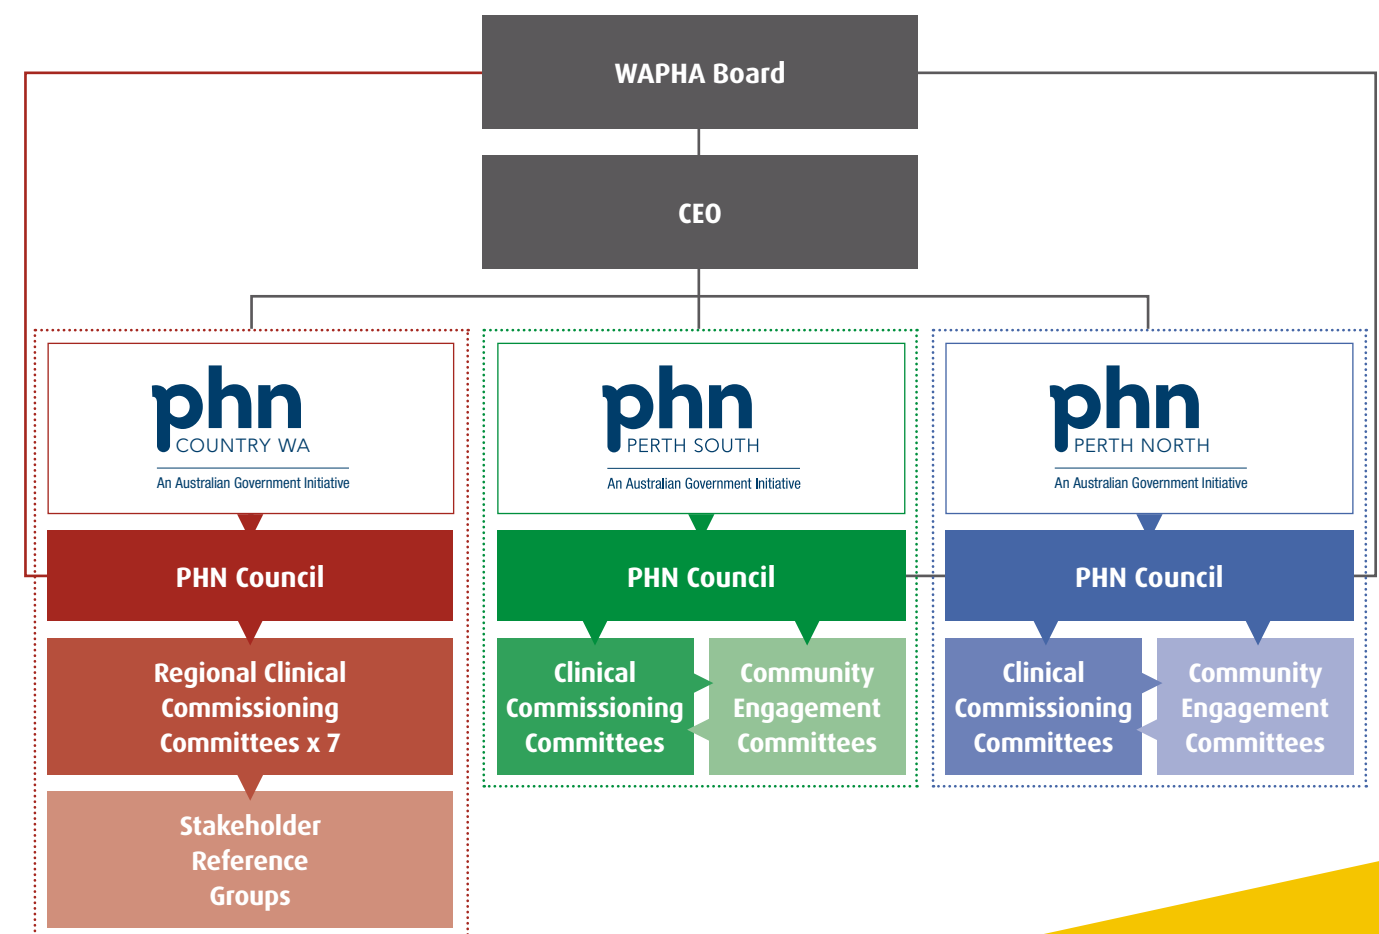 WAPHA Board
CEO
phn
COUNTRY WA
An Australian Government Initiative
PHN Council
Regional Clinical
Commissioning
Committees x 7
Stakeholder
Reference
Groups
phn
PERTH SOUTH
An Australian Government Initiative
PHN Council
Clinical
Commissioning
Committees
Community
Engagement
Committees
phn
PERTH NORTH
An Australian Government Initiative
PHN Council
Clinical
Commissioning
Committees
Community
Engagement
Committees